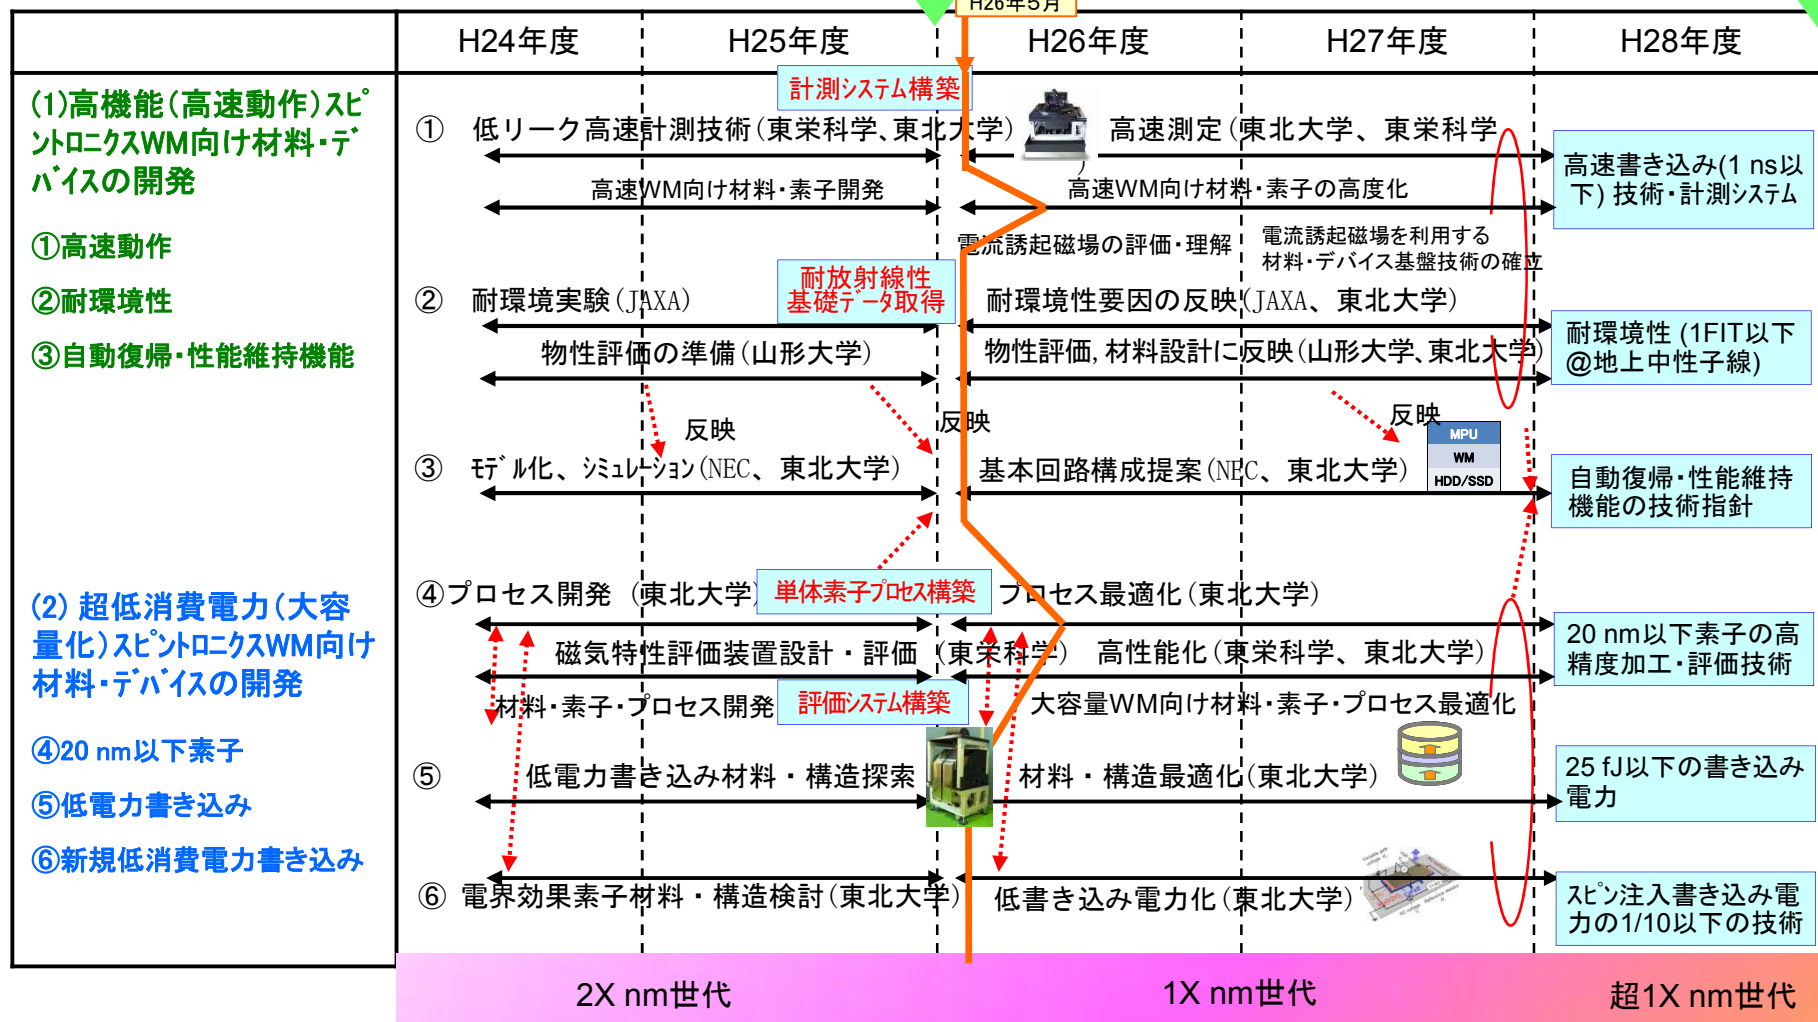 H26年5月
H24年度
H25年度
H26年度
H27年度
H28年度
(1)高機能(高速動作)スピ
ントロニクスWM向け材料・デ
バイスの開発
①高速動作
②耐環境性
③自動復帰・性能維持機能
計測システム構築
① 低リーク高速計測技術(東栄科学、東北大学)
高速測定(東北大学、東栄科学
)
高速WM向け材料・素子開発
高速WM向け材料・素子の高度化
高速書き込み(1 ns以
下) 技術・計測システム
電流誘起磁場の評価・理解
電流誘起磁場を利用する
材料・デバイス基盤技術の確立
耐放射線性
基礎データ取得
② 耐環境実験(JAXA)
耐環境性要因の反映(JAXA、東北大学)
物性評価の準備(山形大学)
物性評価,材料設計に反映(山形大学、東北大学)
耐環境性 (1FIT以下
@地上中性子線)
反映
反映
反映
MPU
WM
HDD/SSD
③ モデル化、シミュレーション(NEC、東北大学)
基本回路構成提案(NEC、東北大学)
自動復帰・性能維持
機能の技術指針
(2) 超低消費電力(大容
量化)スピントロニクスWM向け
材料・デバイスの開発
④20 nm以下素子
⑤低電力書き込み
⑥新規低消費電力書き込み
④プロセス開発 (東北大学)
単体素子プロセス構築
プロセス最適化(東北大学)
磁気特性評価装置設計・評価 (東栄科学)
高性能化(東栄科学、東北大学)
20 nm以下素子の高
精度加工・評価技術
材料・素子・プロセス開発
評価システム構築
大容量WM向け材料・素子・プロセス最適化
⑤ 低電力書き込み材料・構造探索
材料・構造最適化(東北大学)
25 fJ以下の書き込み
電力
⑥ 電界効果素子材料・構造検討(東北大学)
低書き込み電力化(東北大学)
スピン注入書き込み電
力の1/10以下の技術
2X nm世代
1X nm世代
超1X nm世代